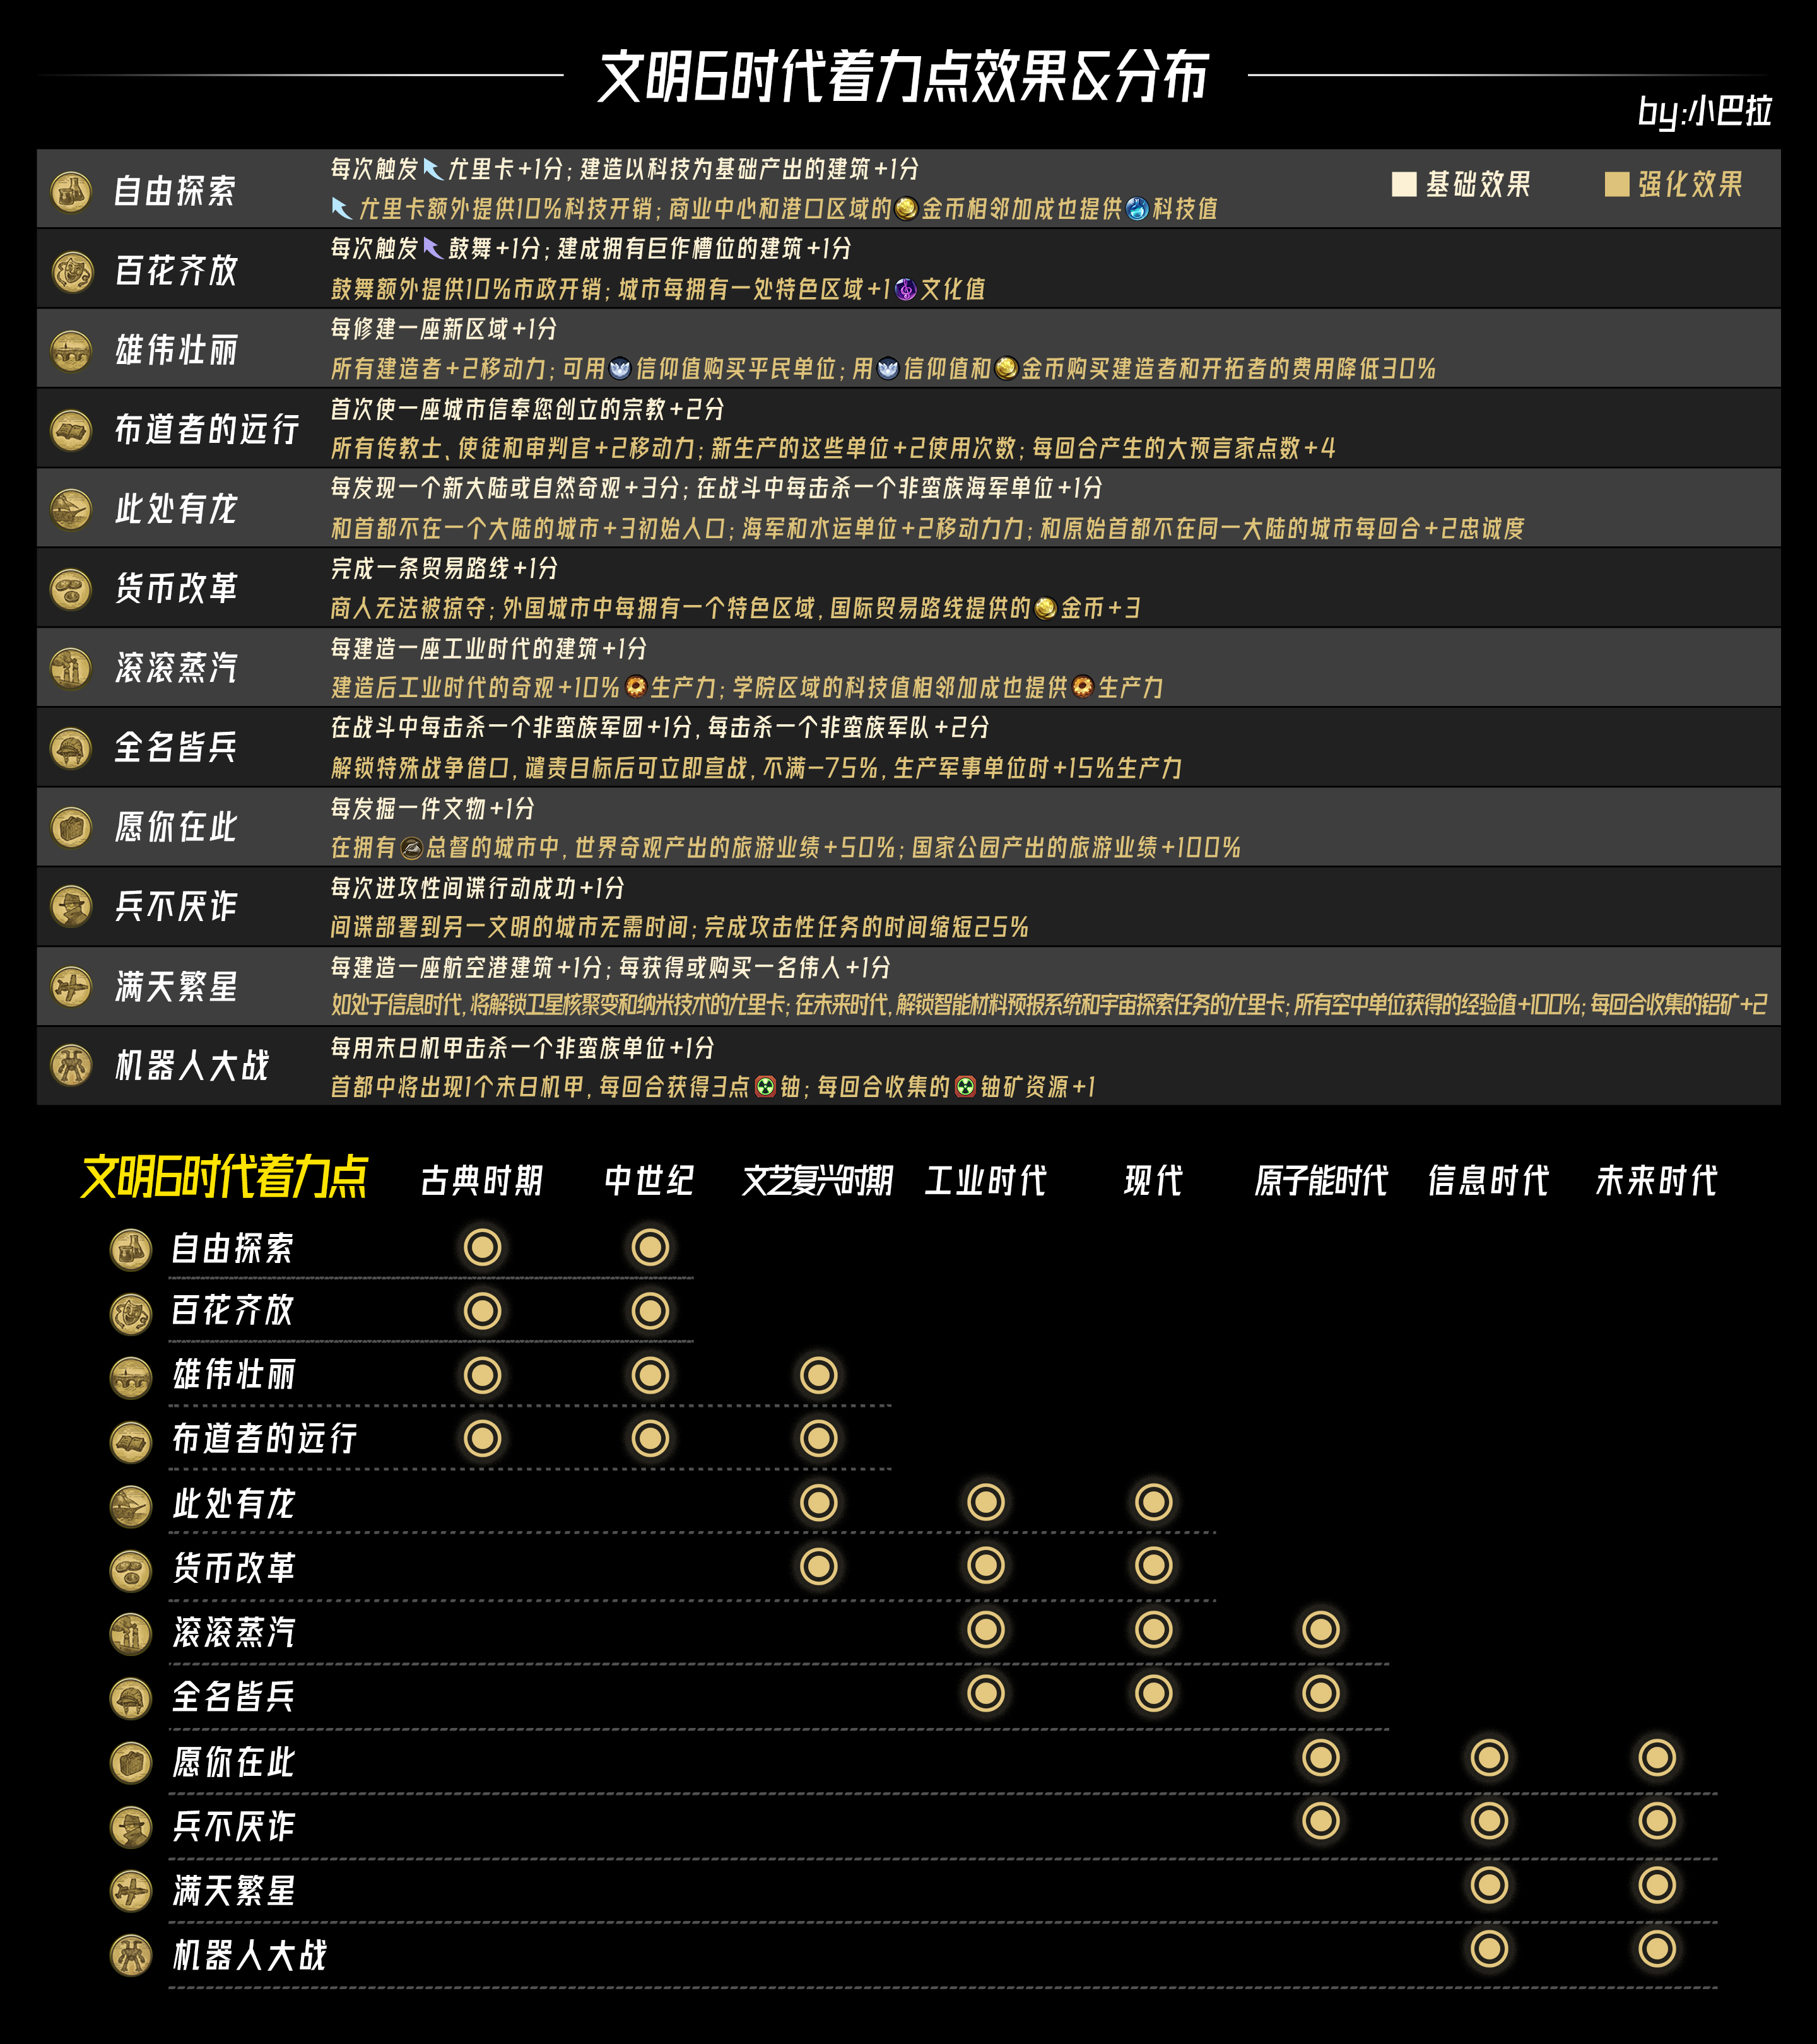 文明6时代着力点效果&分布
by:小巴拉
基础效果 强化效果
自由探索
每次触发尤里卡+1分；建造以科技为基础产出的建筑+1分
尤里卡额外提供10%科技开销；商业中心和港口区域的金币相邻加成也提供科技值
百花齐放
每次触发鼓舞+1分；建成拥有巨作槽位的建筑+1分
鼓舞额外提供10%市政开销；城市每拥有一处特色区域+1文化值
雄伟壮丽
每修建一座新区域+1分
所有建造者+2移动力；可用信仰值购买平民单位；用信仰值和金币购买建造者和开拓者的费用降低30%
布道者的远行
首次使一座城市信奉您创立的宗教+2分
所有传教士、使徒和审判官+2移动力；新生产的这些单位+2使用次数；每回合产生的大预言家点数+4
此处有龙
每发现一个新大陆或自然奇观+3分；在战斗中每击杀一个非蛮族海军单位+1分
和首都不在一个大陆的城市+3初始人口；海军和水运单位+2移动力力；和原始首都不在同一大陆的城市每回合+2忠诚度
货币改革
完成一条贸易路线+1分
商人无法被掠夺；外国城市中每拥有一个特色区域，国际贸易路线提供的金币+3
滚滚蒸汽
每建造一座工业时代的建筑+1分
建造后工业时代的奇观+10%生产力；学院区域的科技值相邻加成也提供生产力
全名皆兵
在战斗中每击杀一个非蛮族军团+1分，每击杀一个非蛮族军队+2分
解锁特殊战争借口，谴责目标后可立即宣战，不满-75%，生产军事单位时+15%生产力
愿你在此
每发掘一件文物+1分
在拥有总督的城市中，世界奇观产出的旅游业绩+50%；国家公园产出的旅游业绩+100%
兵不厌诈
每次进攻性间谍行动成功+1分
间谍部署到另一文明的城市无需时间；完成攻击性任务的时间缩短25%
满天繁星
每建造一座航空港建筑+1分；每获得或购买一名伟人+1分
如处于信息时代，将解锁卫星核聚变和纳米技术的尤里卡；在未来时代，解锁智能材料预报系统和宇宙探索任务的尤里卡；所有空中单位获得的经验值+100%；每回合收集的铝矿+2
机器人大战
每用末日机甲击杀一个非蛮族单位+1分
首都中将出现1个末日机甲，每回合获得3点铀；每回合收集的铀矿资源+1
文明6时代着力点 古典时期 中世纪 文艺复兴时期 工业时代 现代 原子能时代 信息时代 未来时代
自由探索
百花齐放
雄伟壮丽
布道者的远行
此处有龙
货币改革
滚滚蒸汽
全名皆兵
愿你在此
兵不厌诈
满天繁星
机器人大战